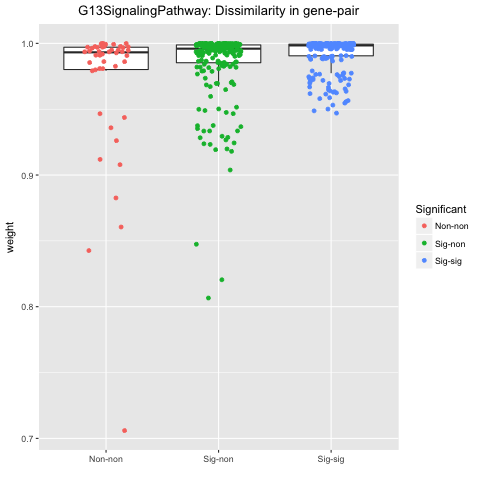 G13SignalingPathway: Dissimilarity in gene-pair
1.0
0.9
0.8
0.7
weight
Non-non
Sig-non
Sig-sig
Significant
Non-non
Sig-non
Sig-sig